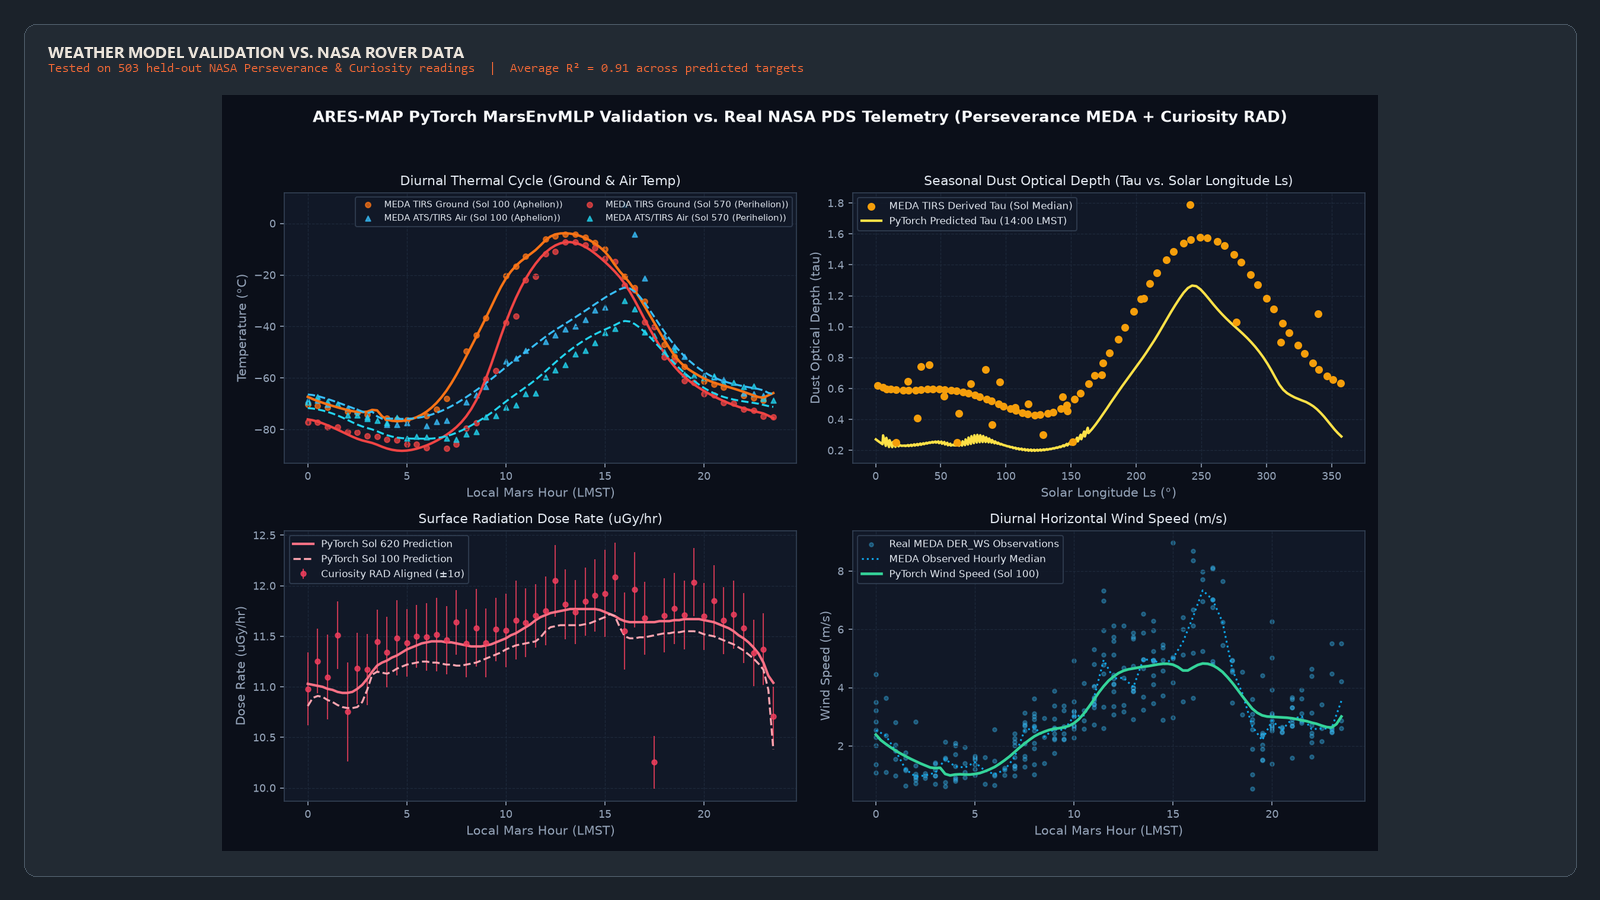 WEATHER MODEL VALIDATION VS. NASA ROVER DATA
Tested on 503 held-out NASA Perseverance & Curiosity readings | Average R² = 0.91 across predicted targets
ARES-MAP PyTorch MarsEnvMLP Validation vs. Real NASA PDS Telemetry (Perseverance MEDA + Curiosity RAD)
Diurnal Thermal Cycle (Ground & Air Temp)
MEDA TIRS Ground (Sol 100 (Aphelion))
MEDA ATS/TIRS Air (Sol 100 (Aphelion))
MEDA TIRS Ground (Sol 570 (Perihelion))
MEDA ATS/TIRS Air (Sol 570 (Perihelion))
Temperature (°C)
0
−20
−40
−60
−80
0 5 10 15 20
Local Mars Hour (LMST)
Seasonal Dust Optical Depth (Tau vs. Solar Longitude Ls)
MEDA TIRS Derived Tau (Sol Median)
PyTorch Predicted Tau (14:00 LMST)
Dust Optical Depth (tau)
1.8
1.6
1.4
1.2
1.0
0.8
0.6
0.4
0.2
0 50 100 150 200 250 300 350
Solar Longitude Ls (°)
Surface Radiation Dose Rate (uGy/hr)
PyTorch Sol 620 Prediction
PyTorch Sol 100 Prediction
Curiosity RAD Aligned (±1σ)
Dose Rate (uGy/hr)
12.5
12.0
11.5
11.0
10.5
10.0
0 5 10 15 20
Local Mars Hour (LMST)
Diurnal Horizontal Wind Speed (m/s)
Real MEDA DER_WS Observations
MEDA Observed Hourly Median
PyTorch Wind Speed (Sol 100)
Wind Speed (m/s)
8
6
4
2
0 5 10 15 20
Local Mars Hour (LMST)